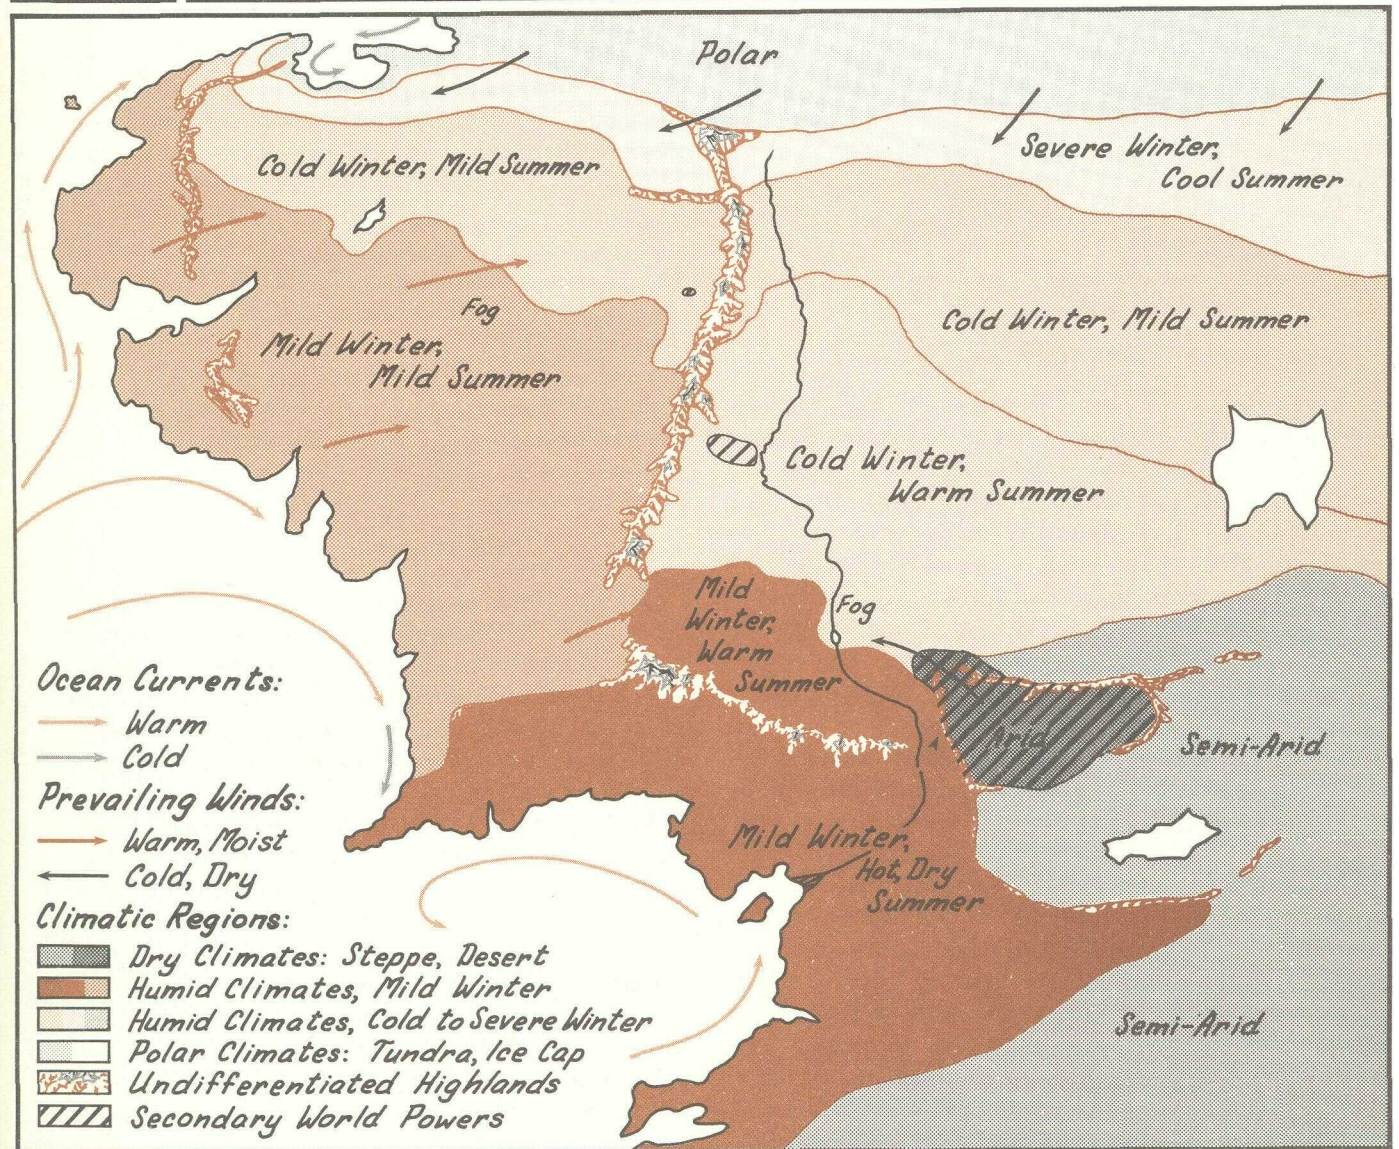 Polar
Severe Winter,
Cool Summer
Cold Winter, Mild Summer
Fog
Cold Winter, Mild Summer
Mild Winter,
Mild Summer
Cold Winter,
Warm Summer
Mild
Winter,
Warm
Summer
Fog
Arid
Semi-Arid
Mild Winter,
Hot, Dry
Summer
Semi-Arid
Ocean Currents:
Warm
Cold
Prevailing Winds:
Warm, Moist
Cold, Dry
Climatic Regions:
Dry Climates: Steppe, Desert
Humid Climates, Mild Winter
Humid Climates, Cold to Severe Winter
Polar Climates: Tundra, Ice Cap
Undifferentiated Highlands
Secondary World Powers